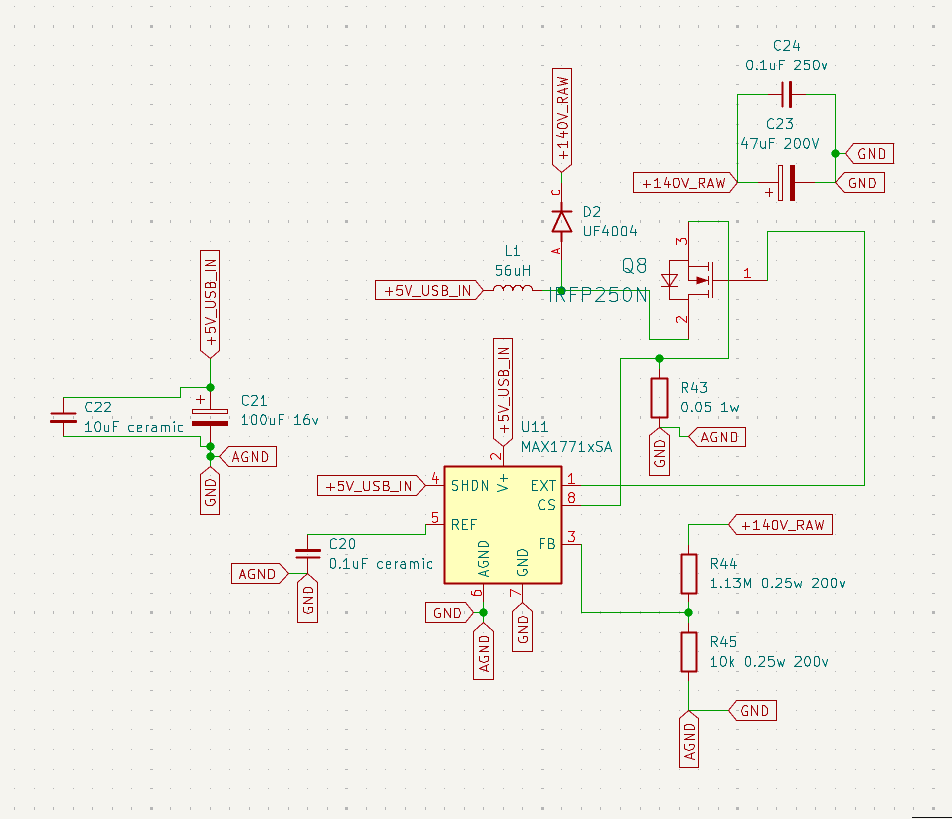 C24
0.1uF 250v
C23
47uF 200V
GND
+140V_RAW
+
GND
+140V_RAW
C
D2
UF4004
A
L1
56uH
+5V_USB_IN
Q8
IRFP250N
3
1
2
+5V_USB_IN
+
C22
10uF ceramic
C21
100uF 16v
AGND
GND
R43
0.05 1w
AGND
GND
+5V_USB_IN
U11
MAX1771xSA
2
V+
+5V_USB_IN
4
SHDN
EXT
1
CS
8
5
REF
FB
3
AGND
GND
6
7
C20
0.1uF ceramic
AGND
GND
GND
AGND
GND
+140V_RAW
R44
1.13M 0.25w 200v
R45
10k 0.25w 200v
GND
AGND